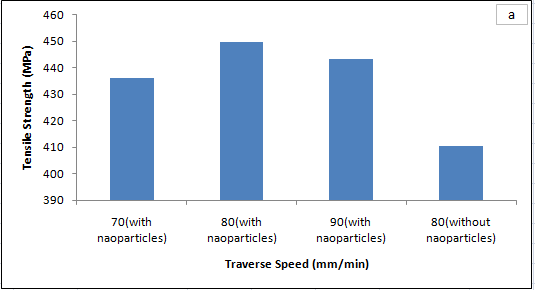 a
460
450
440
430
420
410
400
390
Tensile Strength (MPa)
70(with naoparticles)
80(with naoparticles)
90(with naoparticles)
80(without naoparticles)
Traverse Speed (mm/min)